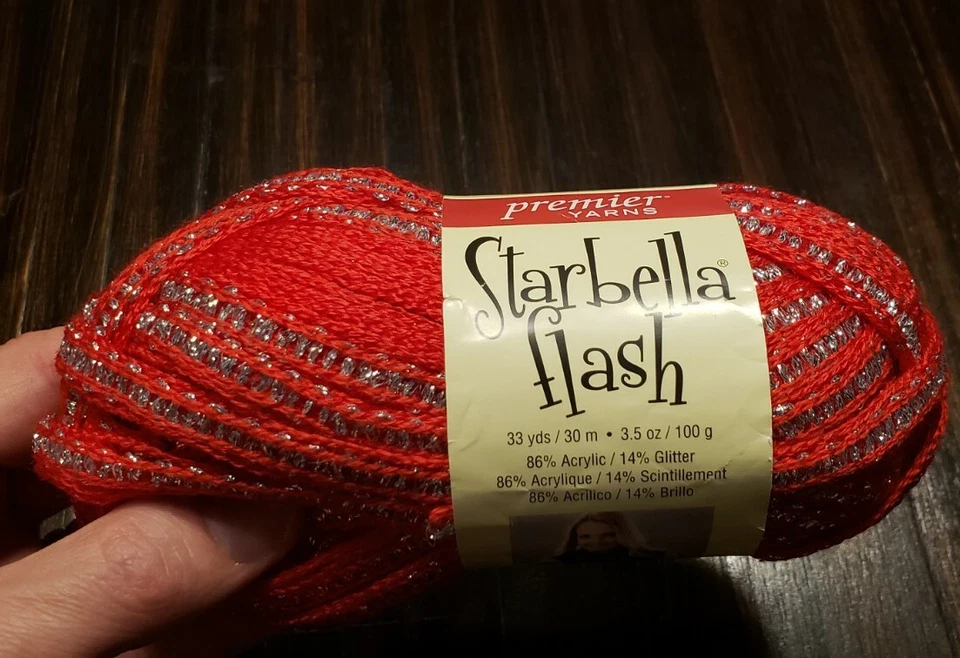 premier
YARNS
Starbella®
flash
33 yds / 30 m • 3.5 oz / 100 g
86% Acrylic / 14% Glitter
86% Acrylique / 14% Scintillement
86% Acrílico / 14% Brillo